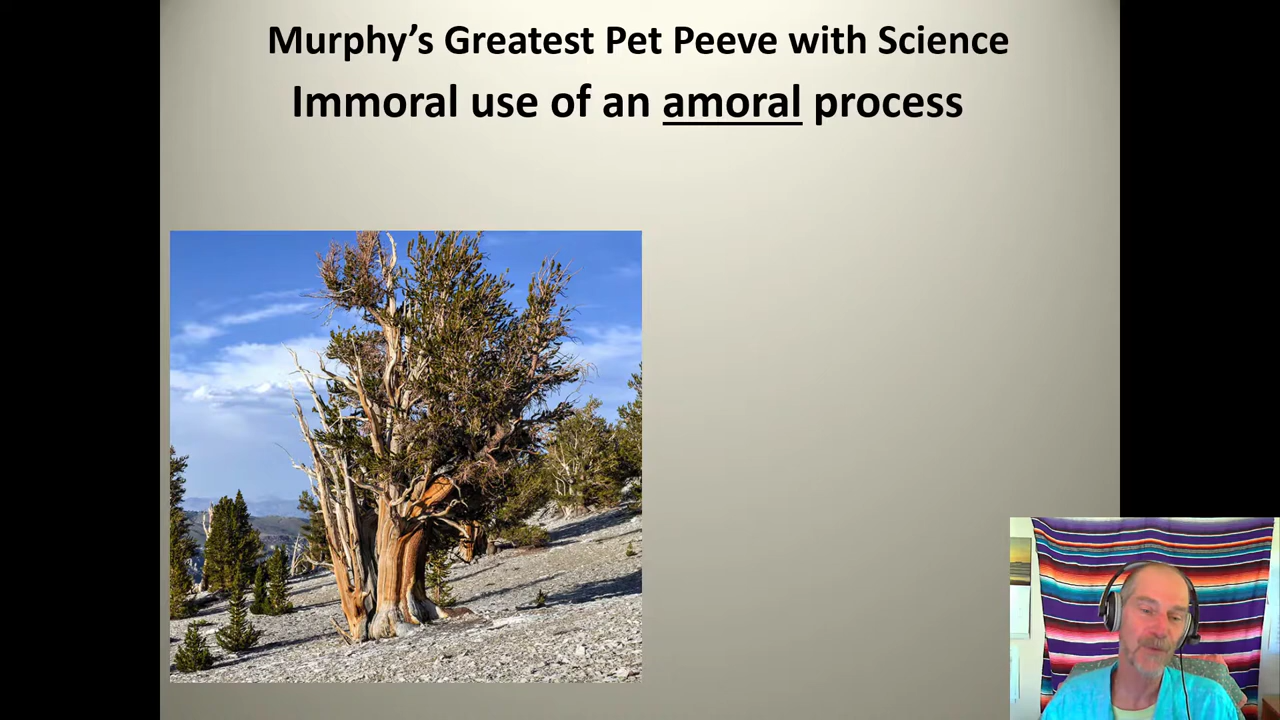 Murphy’s Greatest Pet Peeve with Science
Immoral use of an amoral process